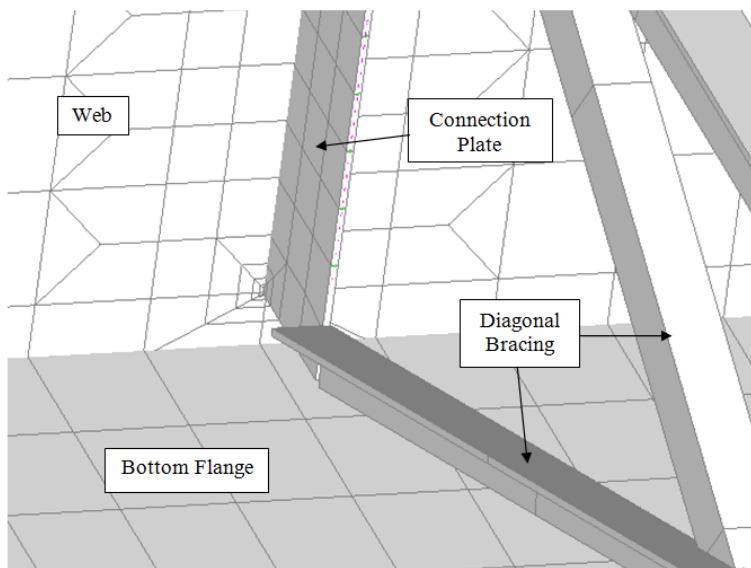 Web
Connection
Plate
Diagonal
Bracing
Bottom Flange